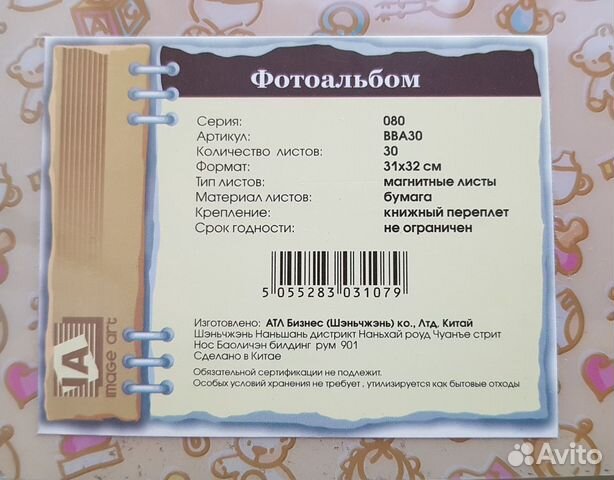 Фотоальбом
Серия: 080
Артикул: BBA30
Количество листов: 30
Формат: 31х32 см
Тип листов: магнитные листы
Материал листов: бумага
Крепление: книжный переплет
Срок годности: не ограничен
5 055283 031079
Изготовлено: АТЛ Бизнес (Шэньчжэнь) ко., Лтд. Китай
Шэньчжэнь Наньшань дистрикт Наньхай роуд Чуанъе стрит
Нос Баоличэн билдинг рум 901
Сделано в Китае
Обязательной сертификации не подлежит.
Особых условий хранения не требует, утилизируется как бытовые отходы
IA
image art
Avito